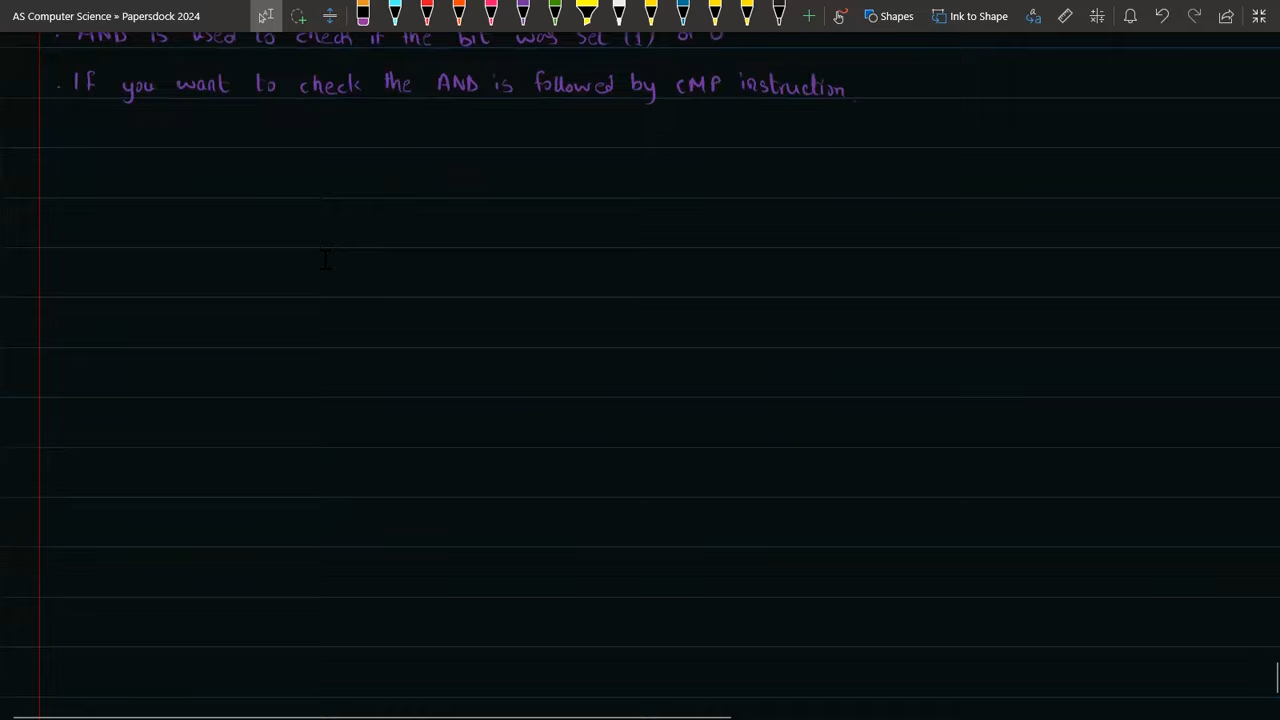 AS Computer Science » Papersdock 2024
Shapes
Ink to Shape
. AND is used to check if the bit was set (1) or 0
. If you want to check the AND is followed by CMP instruction.